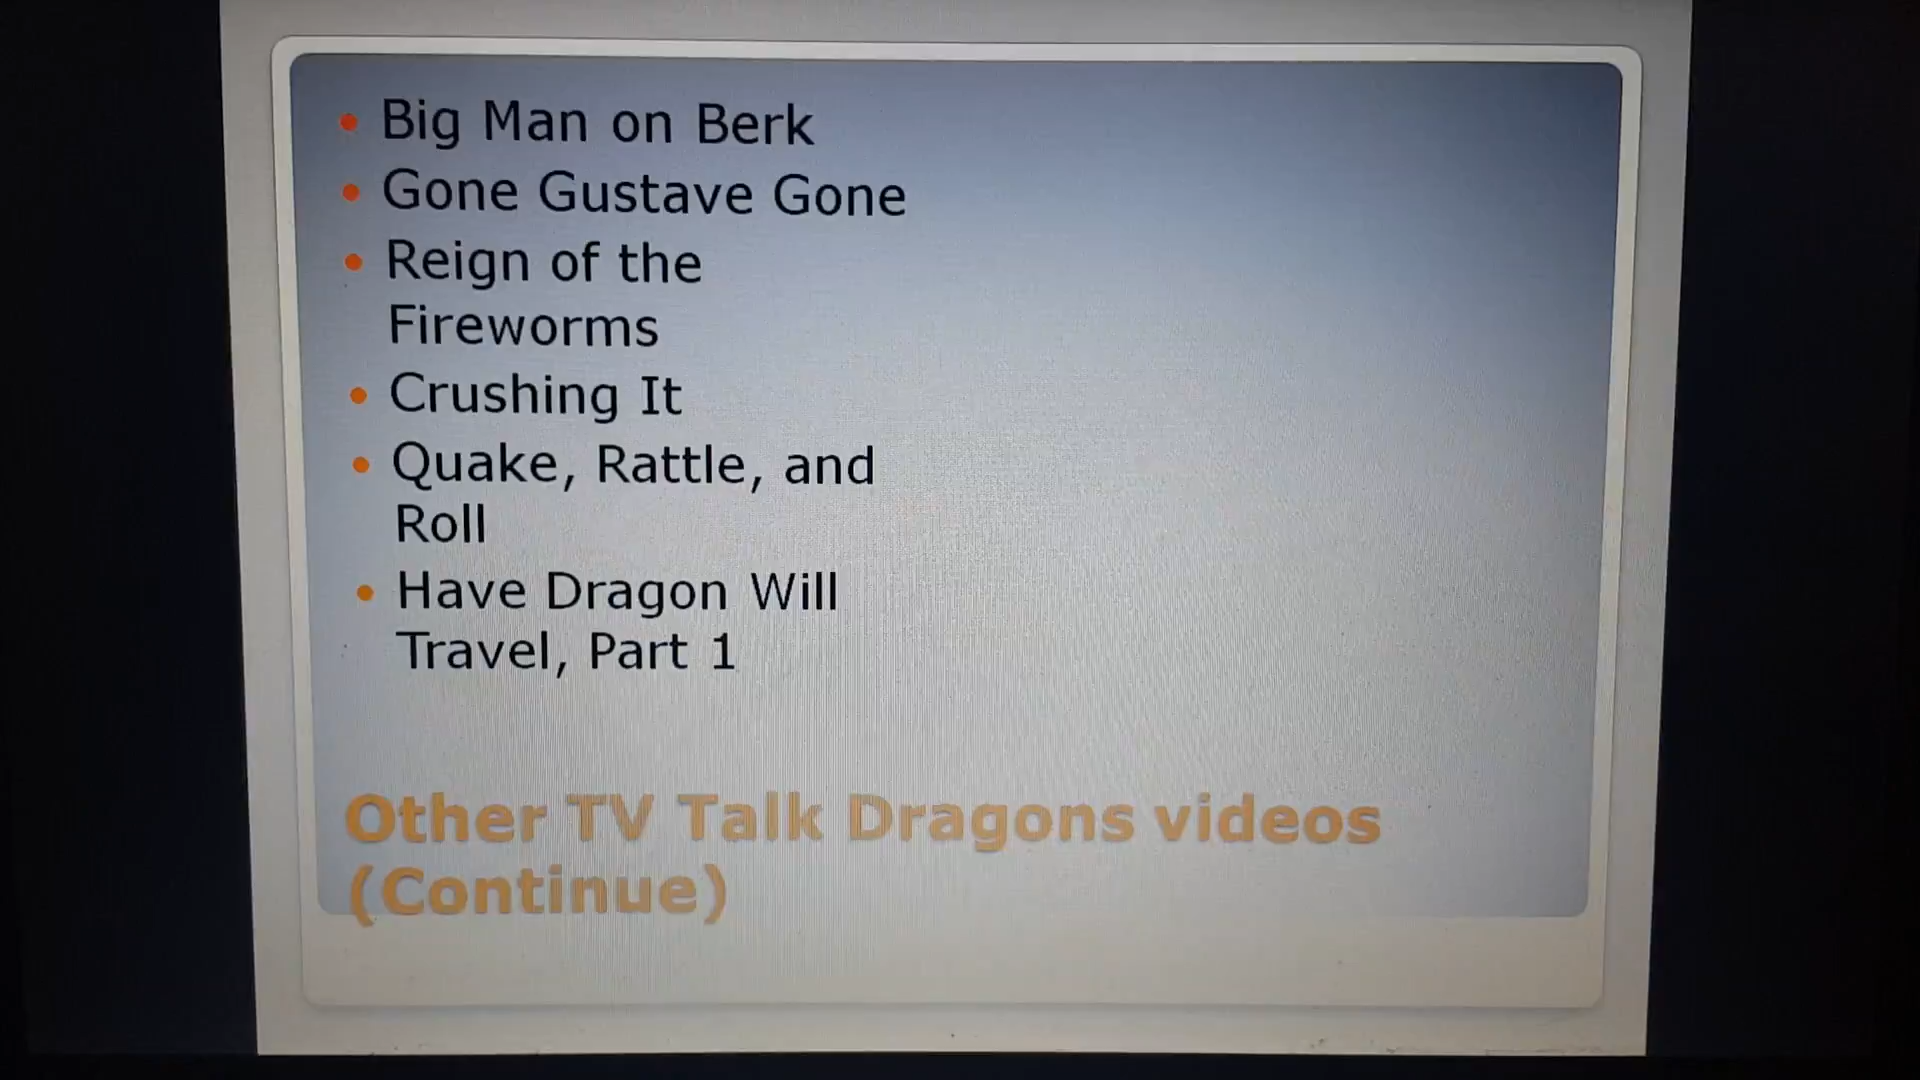 Big Man on Berk
Gone Gustave Gone
Reign of the
Fireworms
Crushing It
Quake, Rattle, and
Roll
Have Dragon Will
Travel, Part 1
Other TV Talk Dragons videos
(Continue)